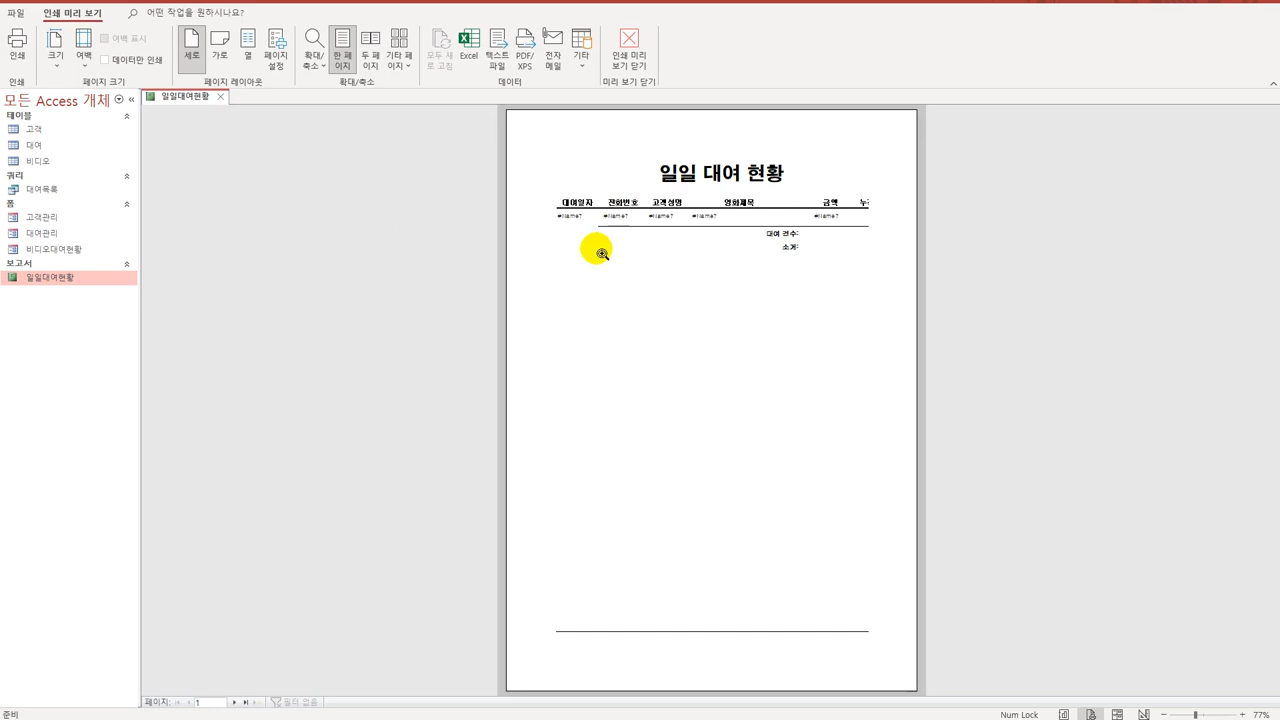 파일 인쇄 미리 보기 어떤 작업을 원하시나요?
인쇄
크기
여백
여백 표시
데이터만 인쇄
세로
가로
열
페이지
설정
확대/
축소
한 페
이지
두 페
이지
기타 페
이지
모두 새
로 고침
Excel
텍스트
파일
PDF/
XPS
전자
메일
기타
인쇄 미리
보기 닫기
인쇄 페이지 크기 페이지 레이아웃 확대/축소 데이터 미리 보기 닫기
모든 Access 개체
테이블
고객
대여
비디오
쿼리
대여목록
폼
고객관리
대여관리
비디오대여현황
보고서
일일대여현황
일일대여현황
일일 대여 현황
대여일자 전화번호 고객성명 영화제목 금액 누
#Name? #Name? #Name? #Name? #Name?
대여 건수:
소계:
페이지: 1 필터 없음
준비 Num Lock 77%